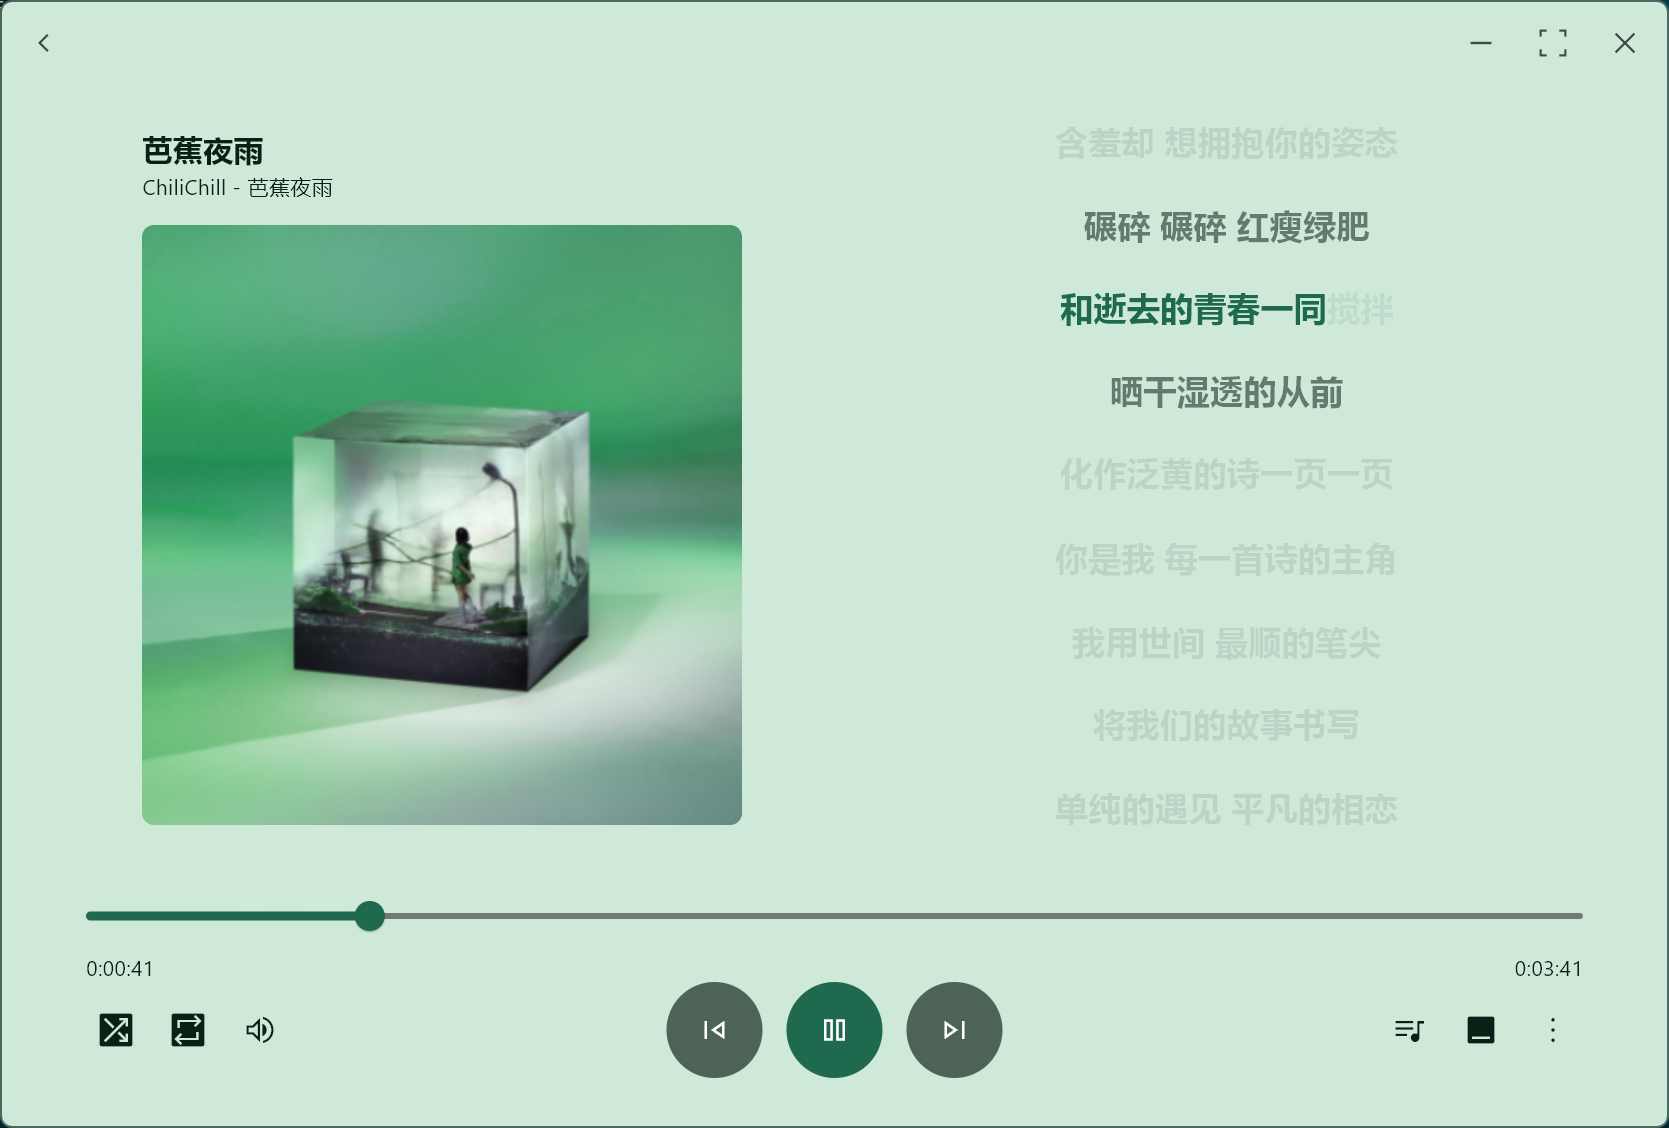 芭蕉夜雨
ChiliChill - 芭蕉夜雨
含羞却 想拥抱你的姿态
碾碎 碾碎 红瘦绿肥
和逝去的青春一同搅拌
晒干湿透的从前
化作泛黄的诗一页一页
你是我 每一首诗的主角
我用世间 最顺的笔尖
将我们的故事书写
单纯的遇见 平凡的相恋
0:00:41
0:03:41